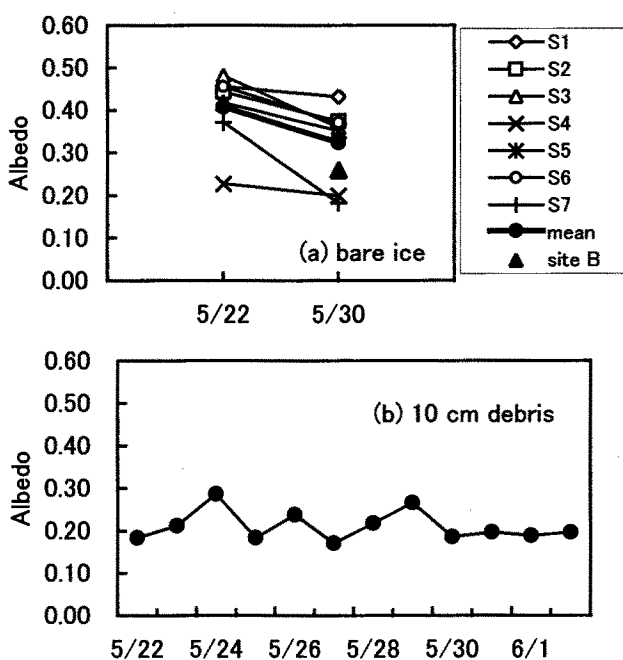 0.60
0.50
0.40
0.30
0.20
0.10
0.00
Albedo
(a) bare ice
5/22 5/30
S1
S2
S3
S4
S5
S6
S7
mean
site B
0.60
0.50
0.40
0.30
0.20
0.10
0.00
Albedo
(b) 10 cm debris
5/22 5/24 5/26 5/28 5/30 6/1